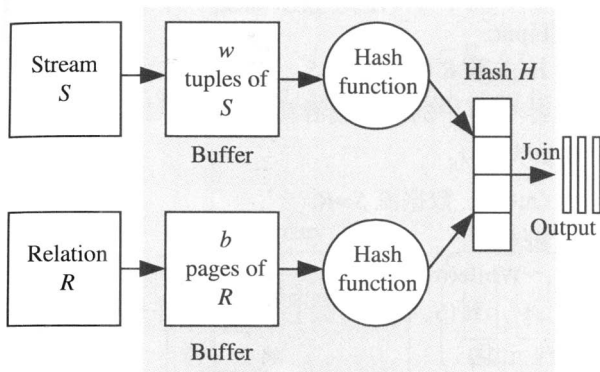 Stream
S
w
tuples of
S
Buffer
Hash
function
Hash H
Join
Output
Relation
R
b
pages of
R
Buffer
Hash
function